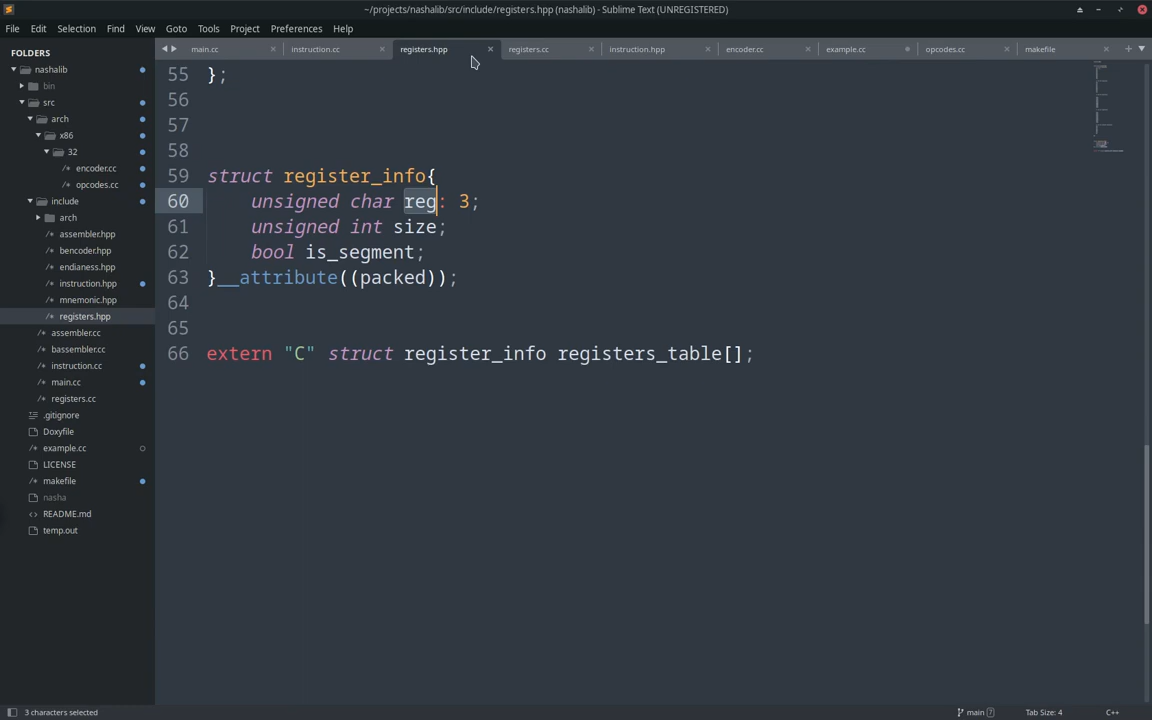 ~/projects/nashalib/src/include/registers.hpp (nashalib) - Sublime Text (UNREGISTERED)
File Edit Selection Find View Goto Tools Project Preferences Help
FOLDERS
nashalib
bin
src
arch
x86
32
/* encoder.cc
/* opcodes.cc
include
arch
/* assembler.hpp
/* bencoder.hpp
/* endianess.hpp
/* instruction.hpp
/* mnemonic.hpp
/* registers.hpp
/* assembler.cc
/* bassembler.cc
/* instruction.cc
/* main.cc
/* registers.cc
.gitignore
Doxyfile
/* example.cc
LICENSE
/* makefile
nasha
<> README.md
temp.out
main.cc instruction.cc registers.hpp registers.cc instruction.hpp encoder.cc example.cc opcodes.cc makefile
55 };
56
57
58
59 struct register_info{
60 unsigned char reg: 3;
61 unsigned int size;
62 bool is_segment;
63 }__attribute((packed));
64
65
66 extern "C" struct register_info registers_table[];
3 characters selected
main 7 Tab Size: 4 C++